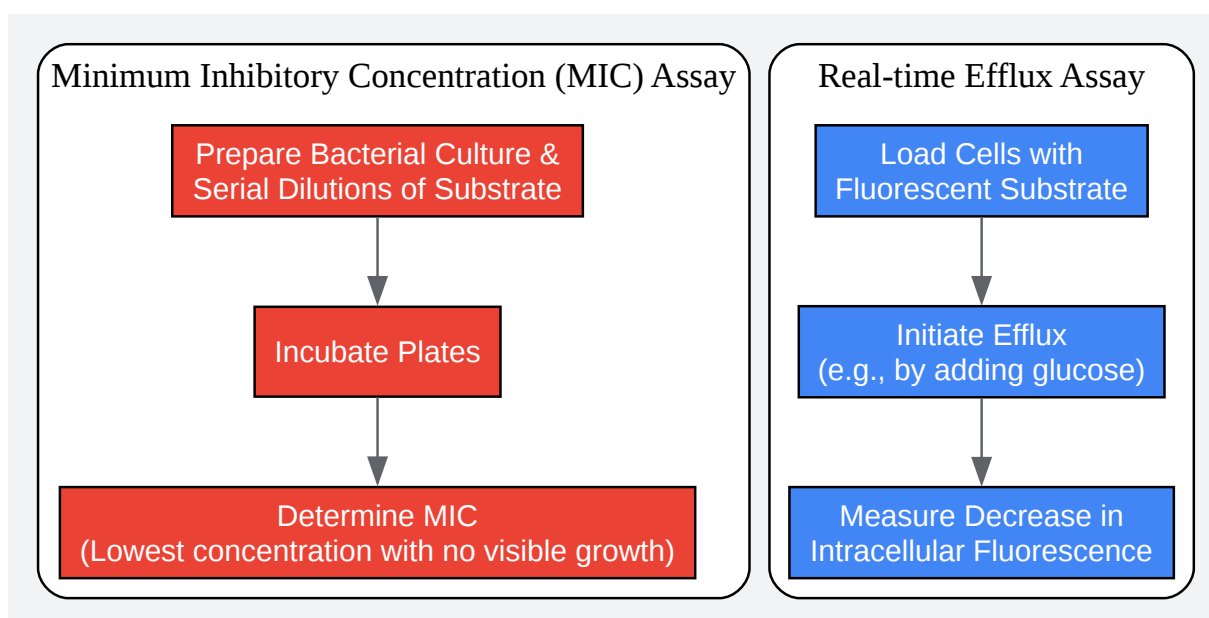 Minimum Inhibitory Concentration (MIC) Assay
Prepare Bacterial Culture &
Serial Dilutions of Substrate
Incubate Plates
Determine MIC
(Lowest concentration with no visible growth)
Real-time Efflux Assay
Load Cells with
Fluorescent Substrate
Initiate Efflux
(e.g., by adding glucose)
Measure Decrease in
Intracellular Fluorescence